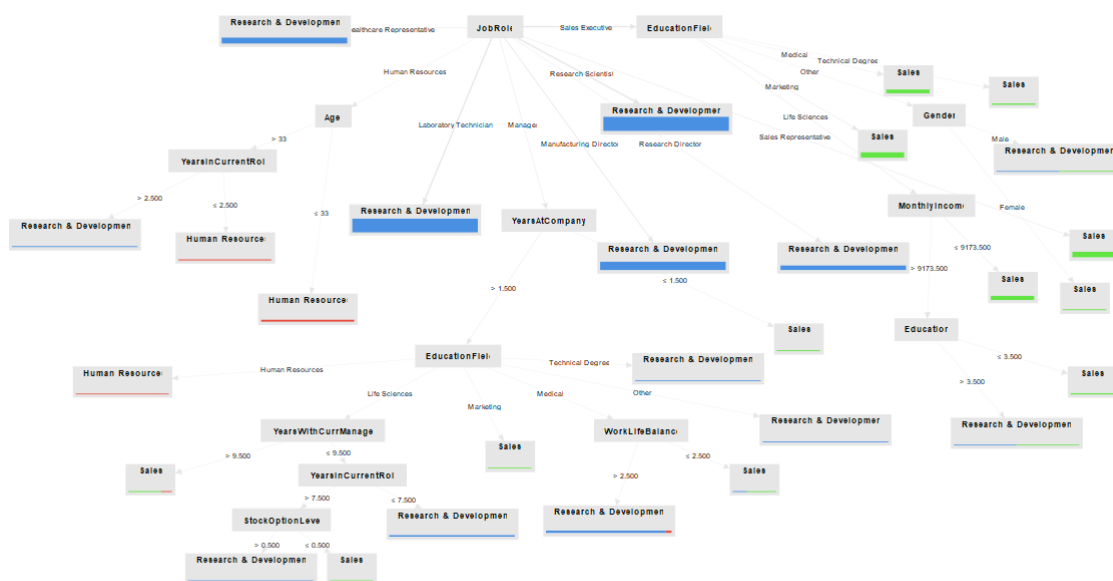 Research & Developmen
ealthcare Representative
JobRole
Sales Executive
EducationField
Medical
Technical Degree
Other
Sales
Sales
Human Resources
Research Scientist
Marketing
Age
Research & Developmen
Life Sciences
Gender
Laboratory Technician
Manager
Sales Representative
Manufacturing Director
Research Director
Sales
Male
Research & Developmen
> 33
YearsInCurrentRol
> 2.500
≤ 2.500
≤ 33
Research & Developmen
YearsAtCompany
MonthlyIncome
Female
Research & Developmen
Human Resource
Research & Developmen
Research & Developmen
Sales
≤ 9173.500
> 9173.500
> 1.500
≤ 1.500
Sales
Sales
Human Resource
Sales
Education
EducationFiel
Technical Degree
Research & Developmen
≤ 3.500
> 3.500
Sales
Human Resource
Human Resources
Life Sciences
Marketing
Medical
Other
YearsWithCurrManage
Sales
WorkLifeBalance
Research & Developmen
Research & Developmen
> 9.500
≤ 9.500
Sales
YearsInCurrentRol
> 2.500
≤ 2.500
Sales
> 7.500
≤ 7.500
StockOptionLeve
Research & Developmen
Research & Developmen
> 0.500
≤ 0.500
Research & Developmen
Sales